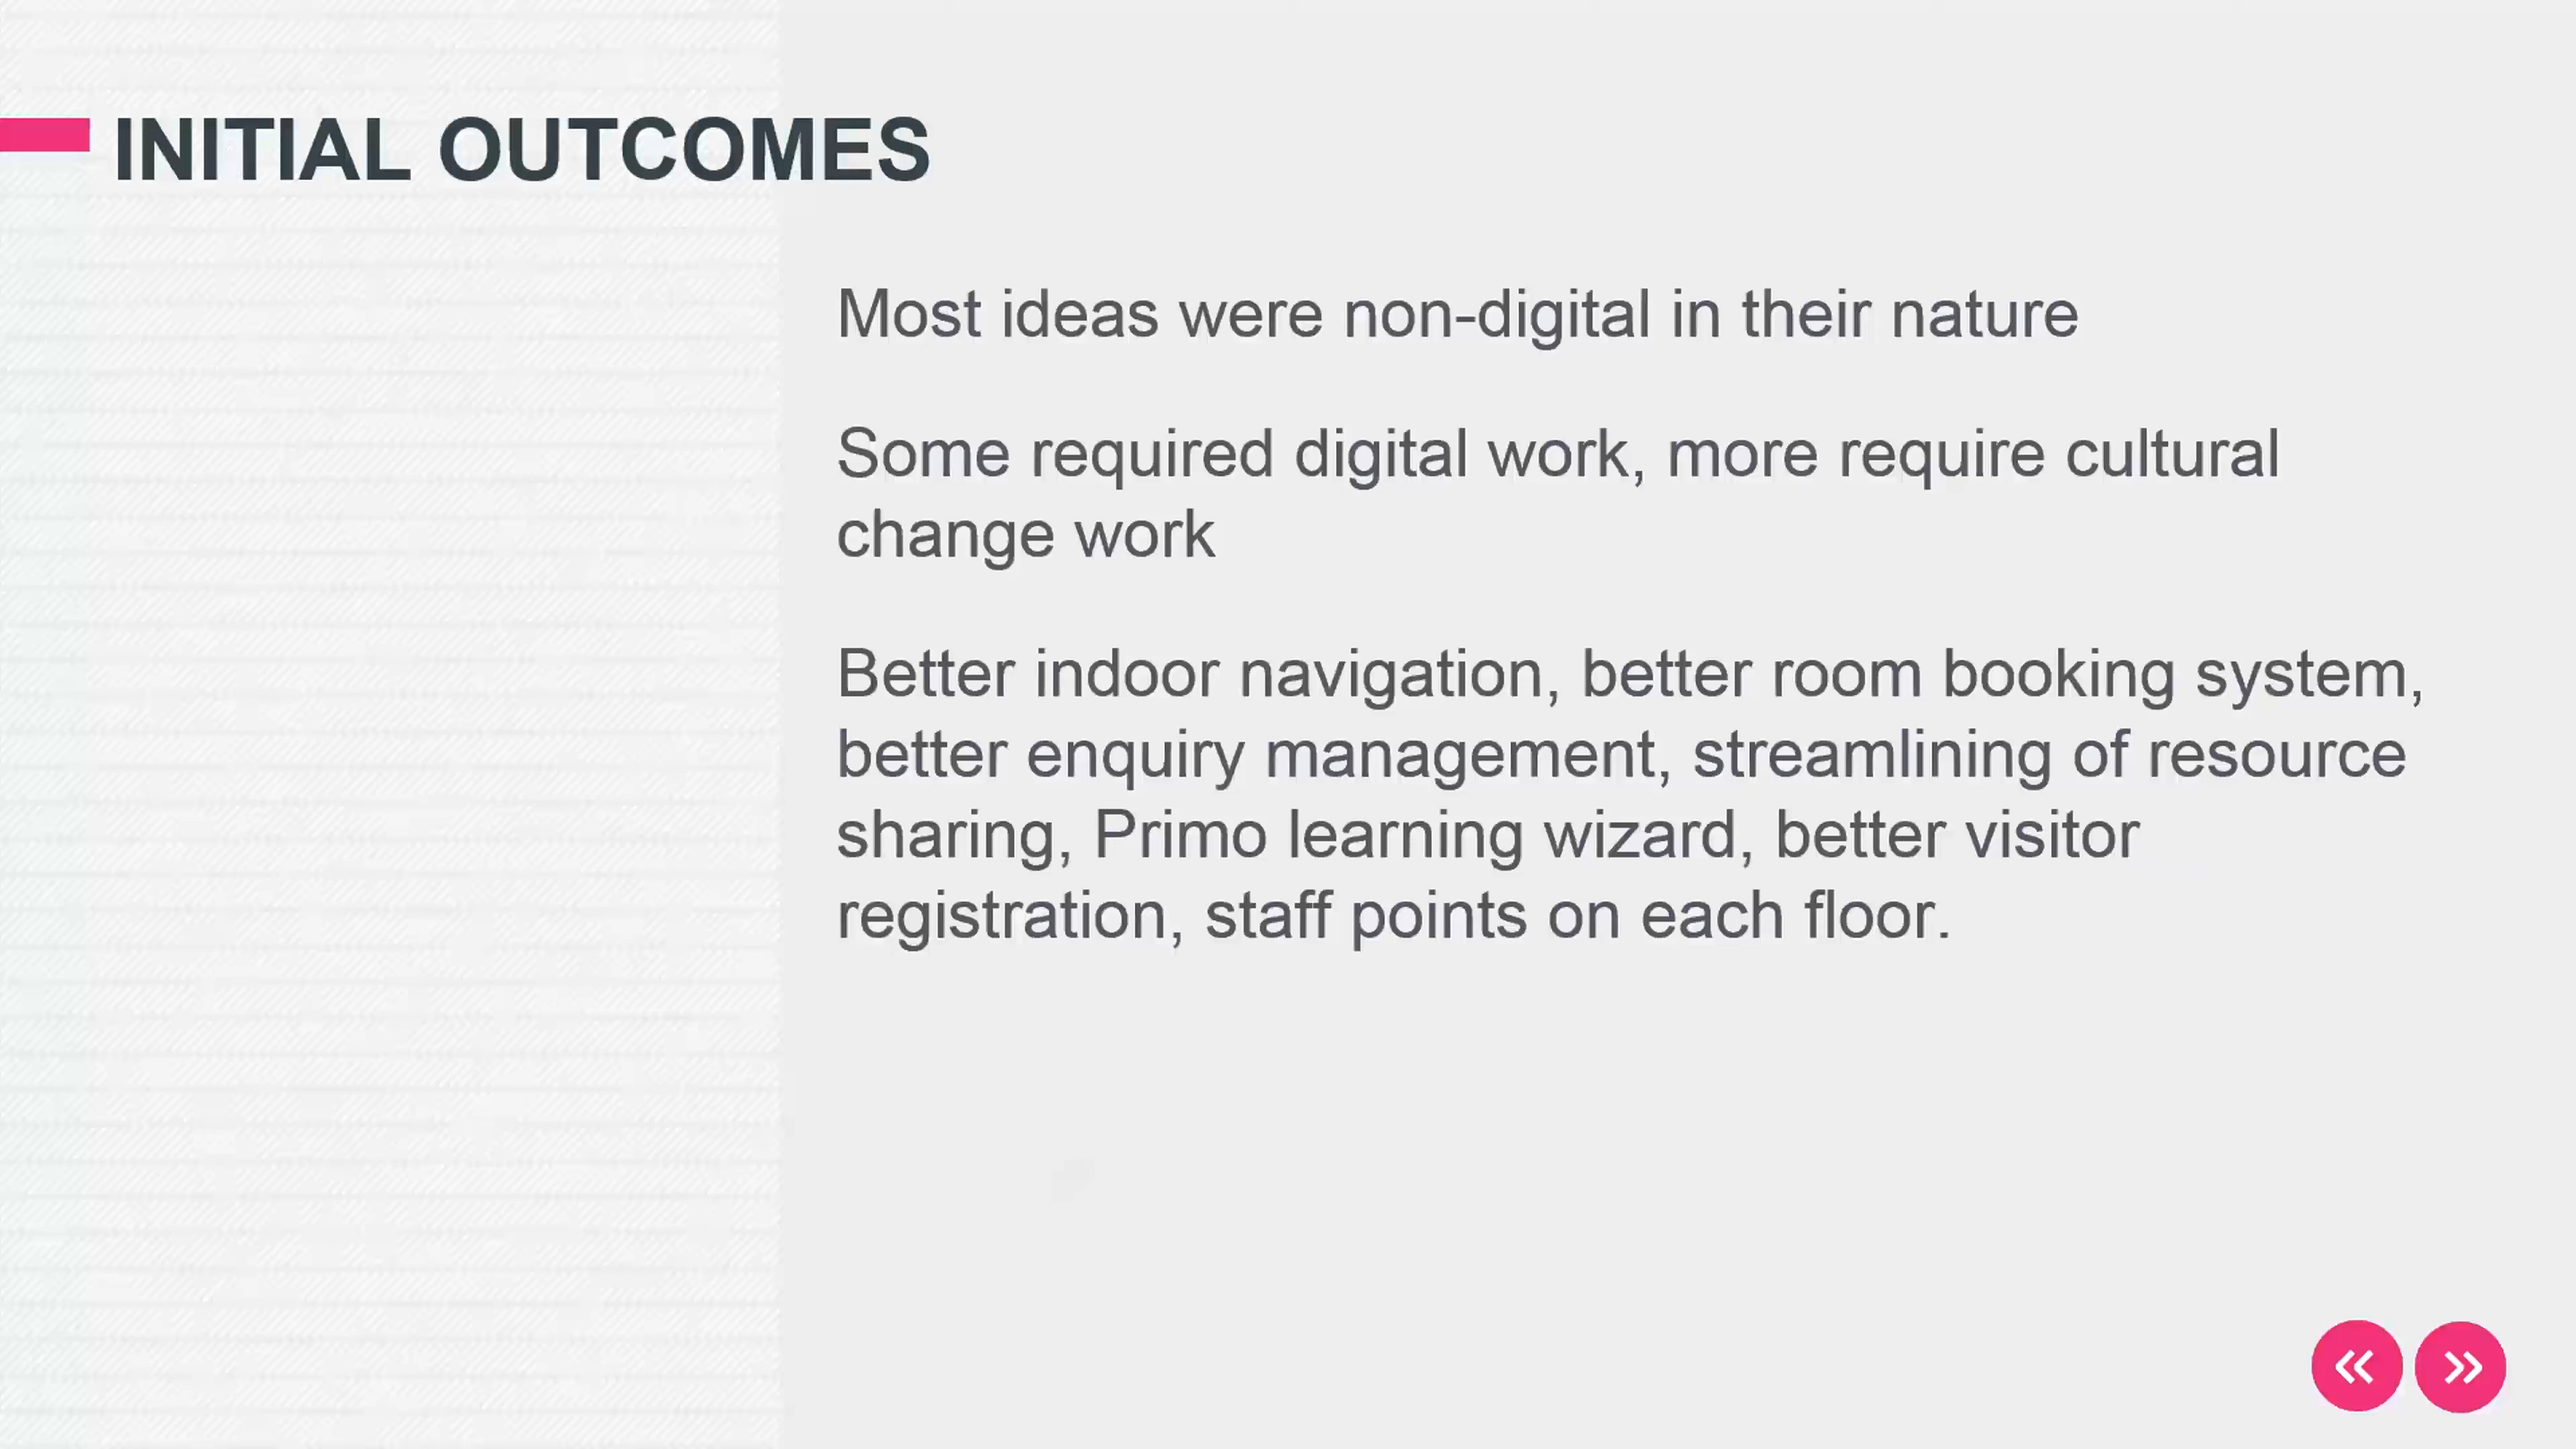 INITIAL OUTCOMES
Most ideas were non-digital in their nature
Some required digital work, more require cultural
change work
Better indoor navigation, better room booking system,
better enquiry management, streamlining of resource
sharing, Primo learning wizard, better visitor
registration, staff points on each floor.